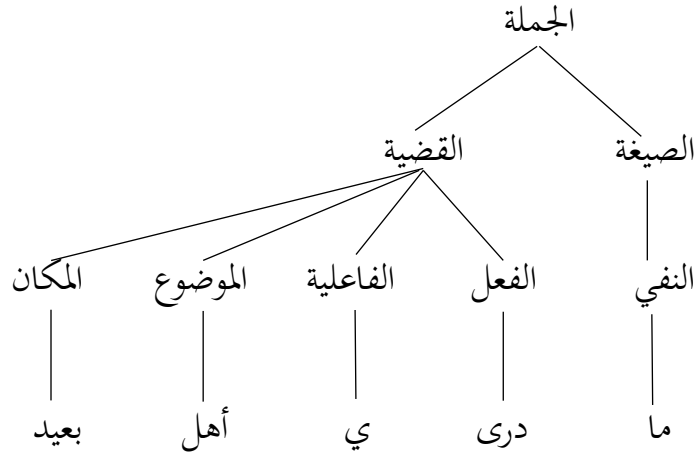 الجملة
الصيغة القضية
النفي الفعل الفاعلية الموضوع المكان
ما درى ي أهل بعيد